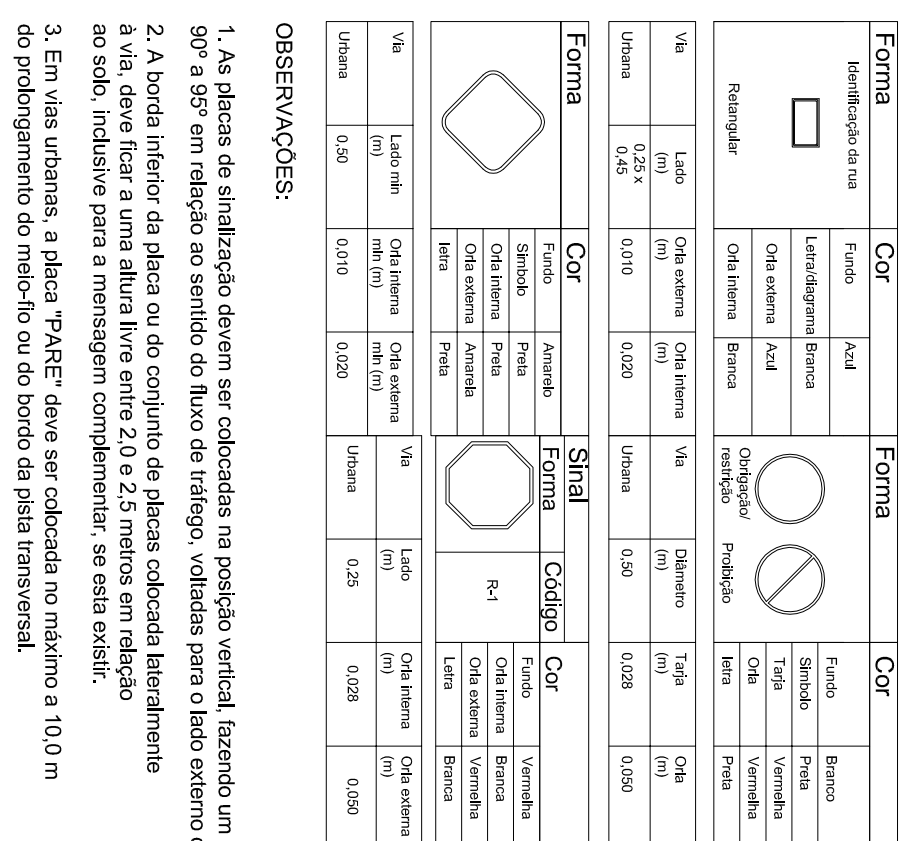 Forma
Cor
Identificação da rua
Retangular
Fundo Azul
Letra/diagrama Branca
Orla externa Azul
Orla interna Branca
Forma
Cor
Obrigação/
restrição
Proibição
Fundo Branco
Simbolo Preta
Tarja Vermelha
Orla Vermelha
letra Preta
Via
Lado
(m)
Orla externa
(m)
Orla interna
(m)
Urbana
0,25 x
0,45
0,010
0,020
Via
Diâmetro
(m)
Tarja
(m)
Orla
(m)
Urbana
0,50
0,028
0,050
Forma
Cor
Fundo Amarelo
Simbolo Preta
Orla interna Preta
Orla externa Amarela
letra Preta
Sinal
Forma
Código
Cor
R-1
Fundo Vermelha
Orla interna Branca
Orla externa Vermelha
Letra Branca
Via
Lado min
(m)
Orla interna
min (m)
Orla externa
min (m)
Urbana
0,50
0,010
0,020
Via
Lado
(m)
Orla interna
(m)
Orla externa
(m)
Urbana
0,25
0,028
0,050
OBSERVAÇÕES:
1. As placas de sinalização devem ser colocadas na posição vertical, fazendo um
90º a 95º em relação ao sentido do fluxo de tráfego, voltadas para o lado externo
2. A borda inferior da placa ou do conjunto de placas colocada lateralmente
à via, deve ficar a uma altura livre entre 2,0 e 2,5 metros em relação
ao solo, inclusive para a mensagem complementar, se esta existir.
3. Em vias urbanas, a placa "PARE" deve ser colocada no máximo a 10,0 m
do prolongamento do meio-fio ou do bordo da pista transversal.